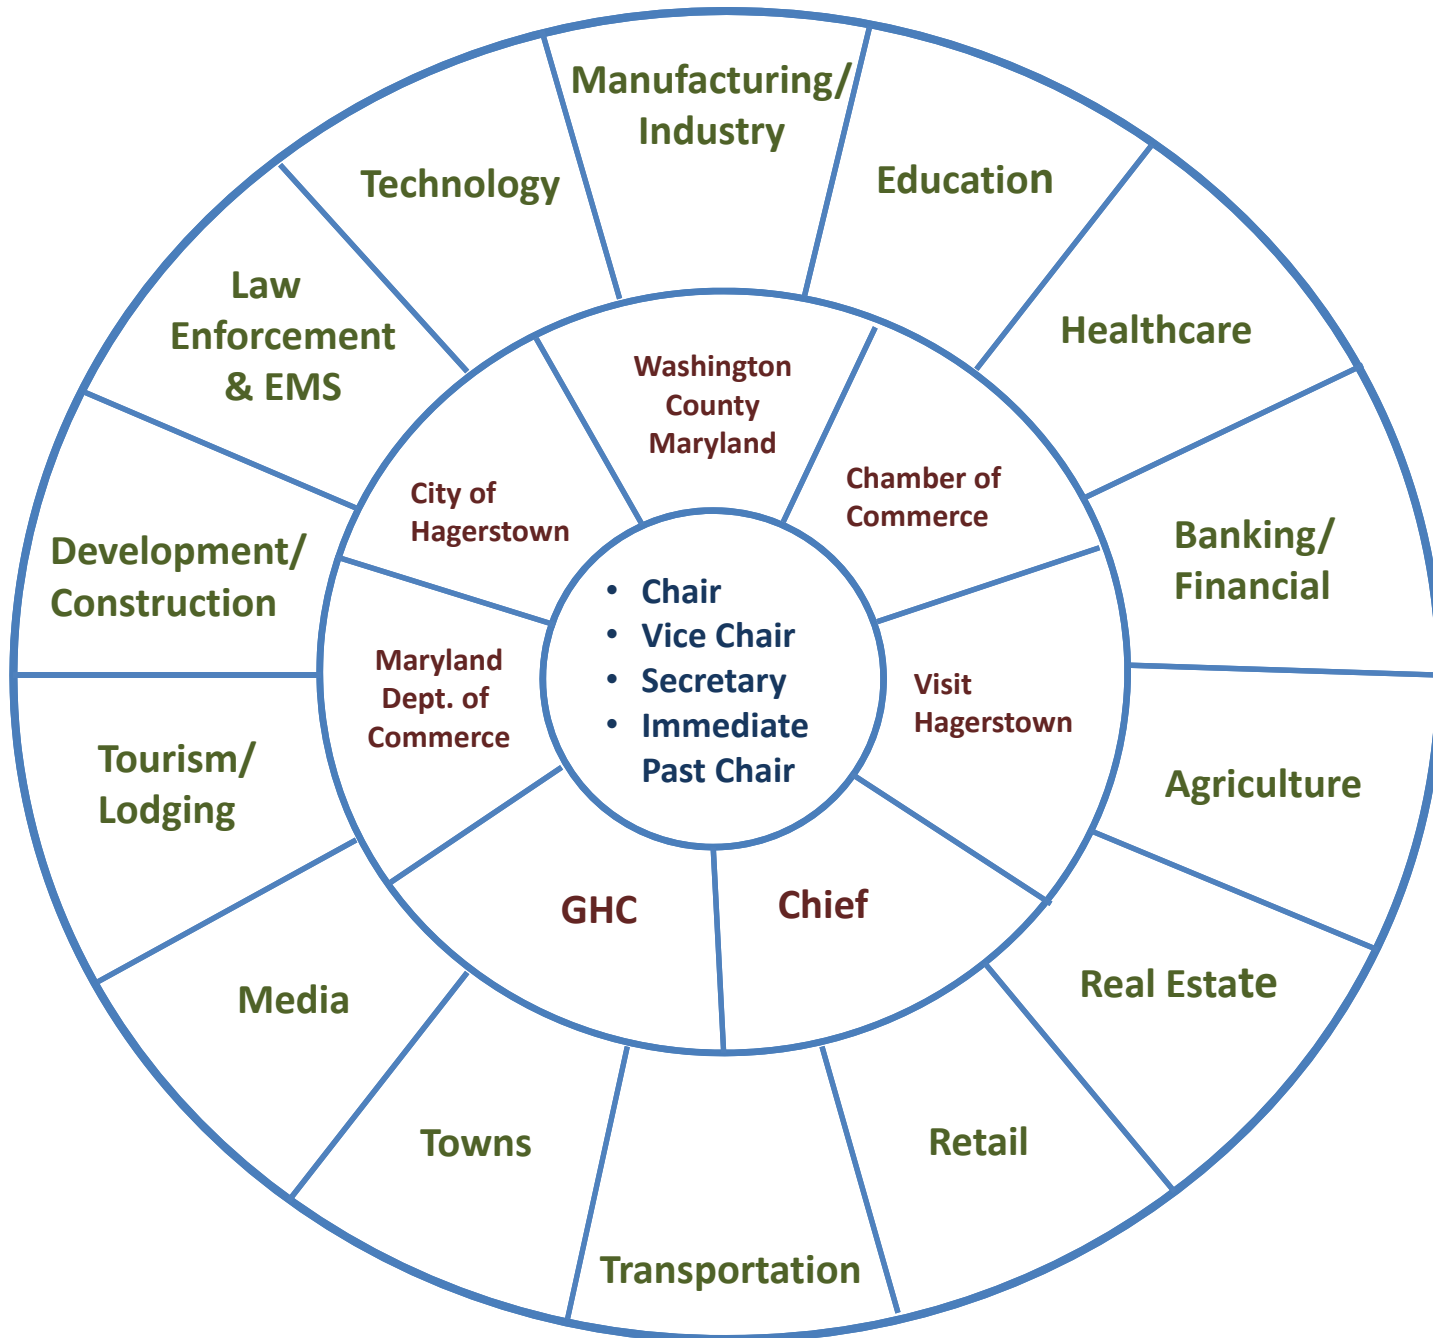 Manufacturing/
Industry
Education
Healthcare
Banking/
Financial
Agriculture
Real Estate
Retail
Transportation
Towns
Media
Tourism/
Lodging
Development/
Construction
Law
Enforcement
& EMS
Technology
Washington
County
Maryland
Chamber of
Commerce
Visit
Hagerstown
Chief
GHC
Maryland
Dept. of
Commerce
City of
Hagerstown
• Chair
• Vice Chair
• Secretary
• Immediate
Past Chair